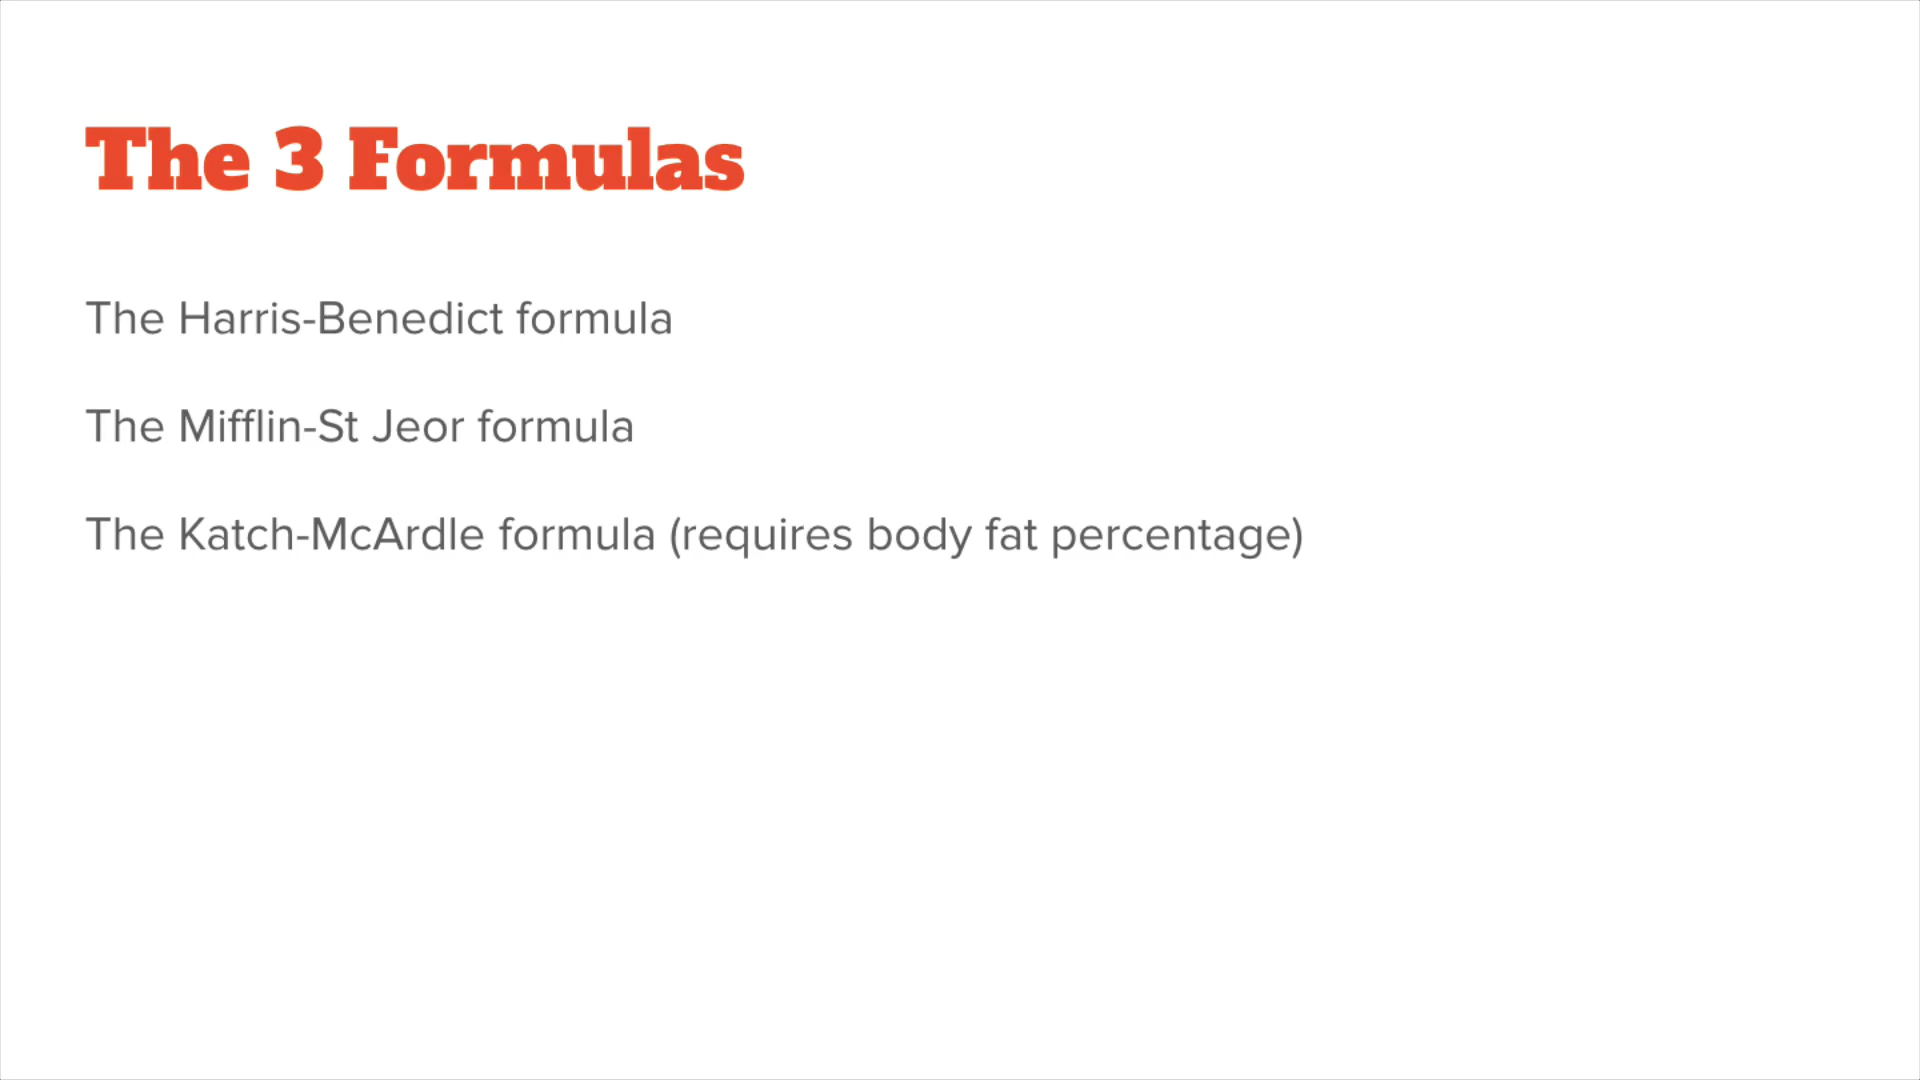 The 3 Formulas
The Harris-Benedict formula
The Mifflin-St Jeor formula
The Katch-McArdle formula (requires body fat percentage)